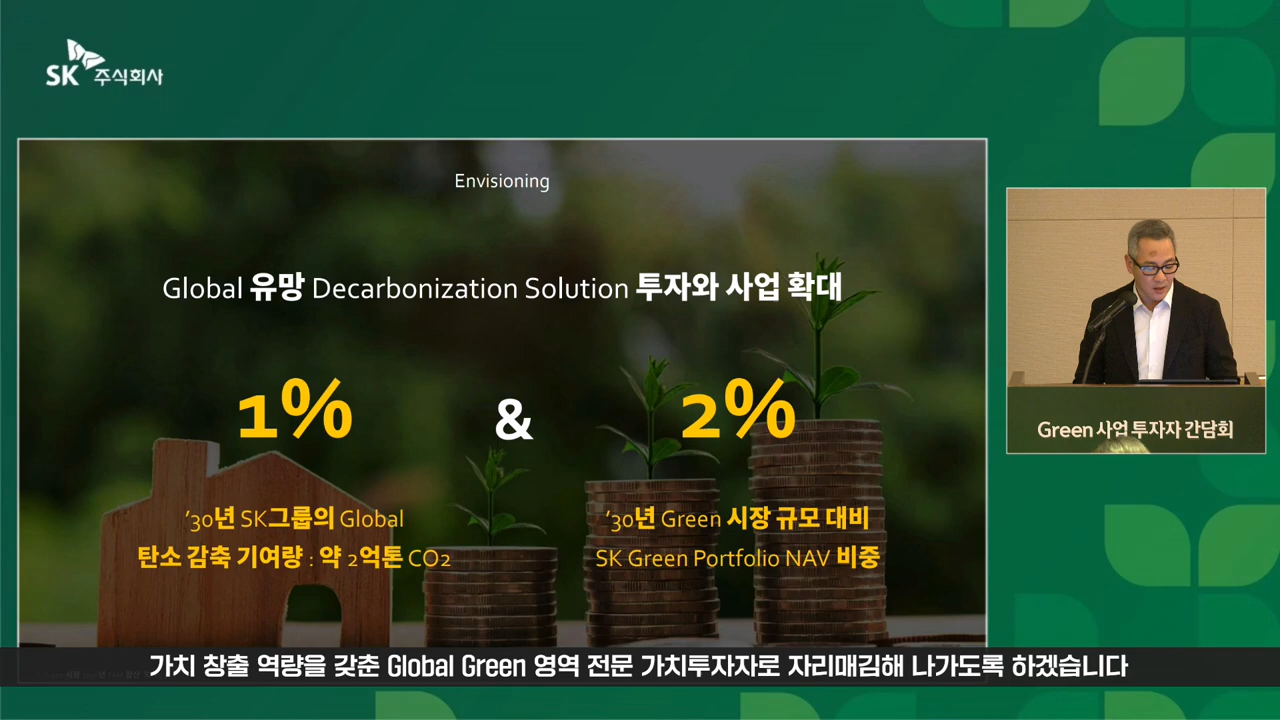 SK 주식회사
Envisioning
Global 유망 Decarbonization Solution 투자와 사업 확대
1% & 2%
'30년 SK그룹의 Global
탄소 감축 기여량 : 약 2억톤 CO2
'30년 Green 시장 규모 대비
SK Green Portfolio NAV 비중
Green 사업 투자자 간담회
가치 창출 역량을 갖춘 Global Green 영역 전문 가치투자자로 자리매김해 나가도록 하겠습니다